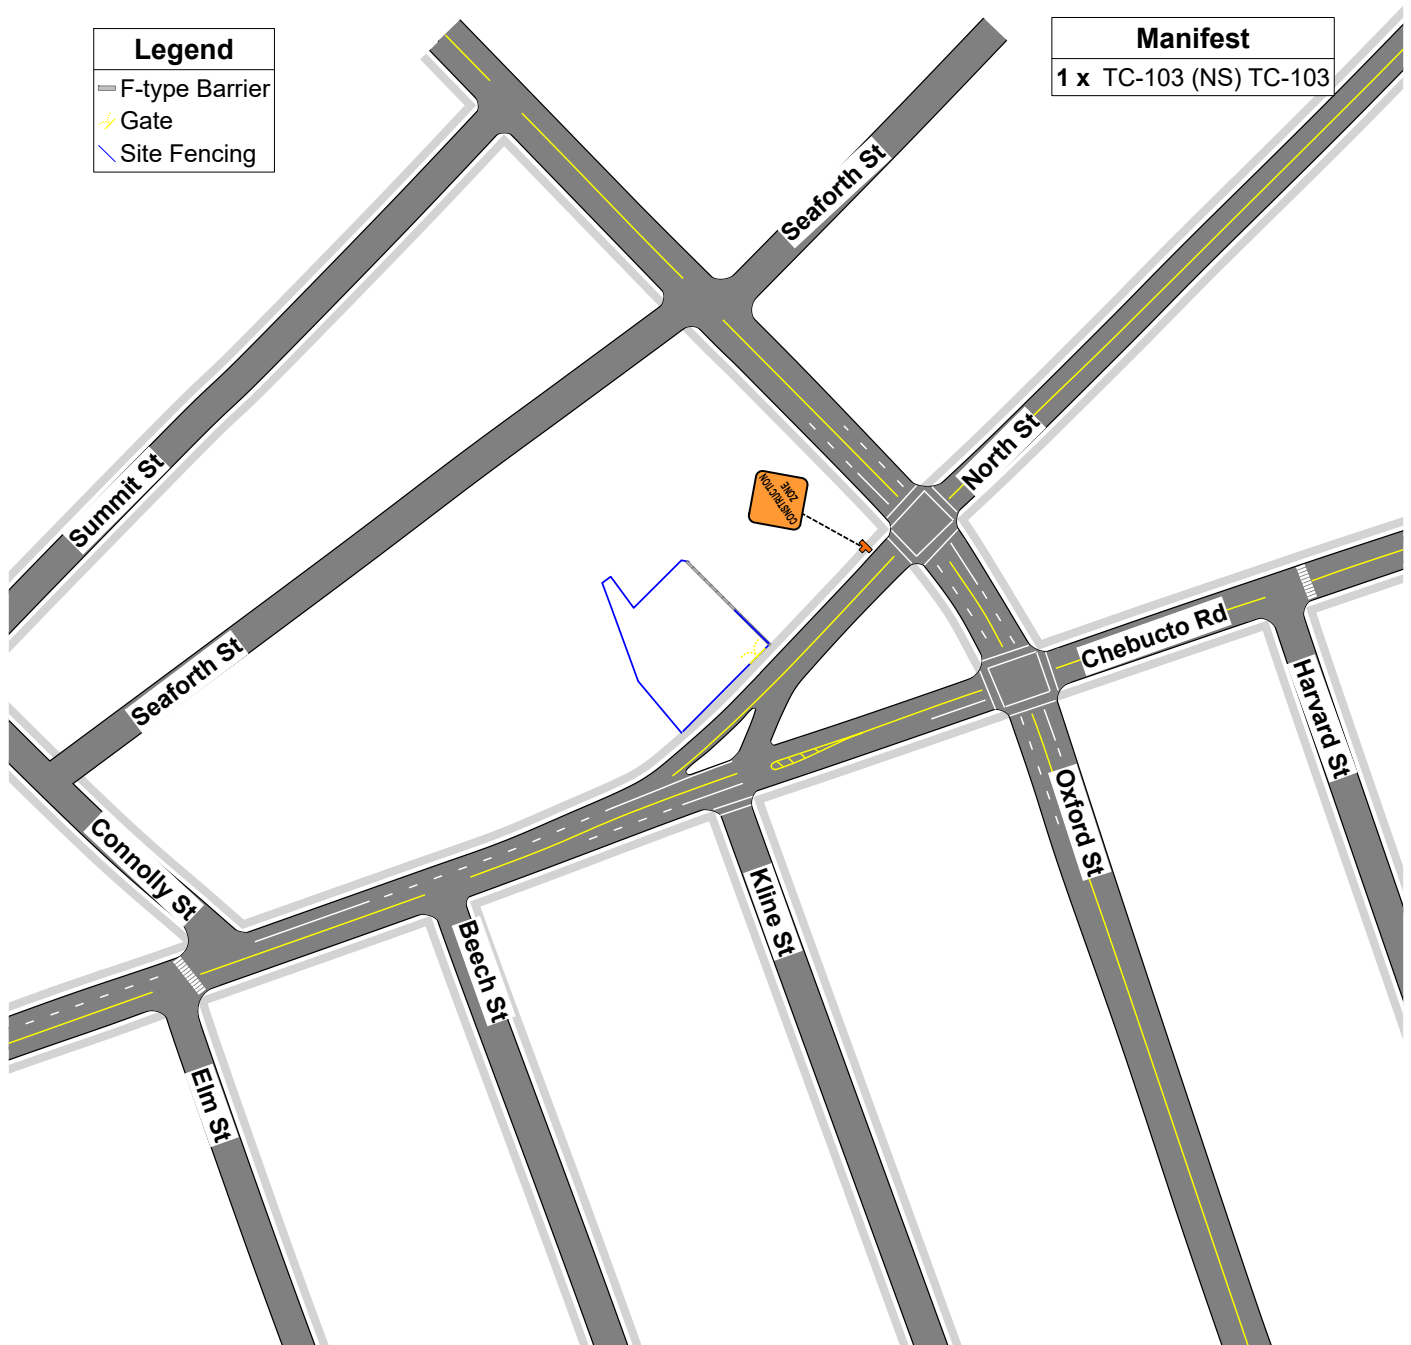 Legend
F-type Barrier
Gate
Site Fencing
Manifest
1 x TC-103 (NS) TC-103
Seaforth St
North St
Summit St
CONSTRUCTION
ZONE
Chebucto Rd
Seaforth St
Harvard St
Oxford St
Connolly St
Kline St
Beech St
Elm St